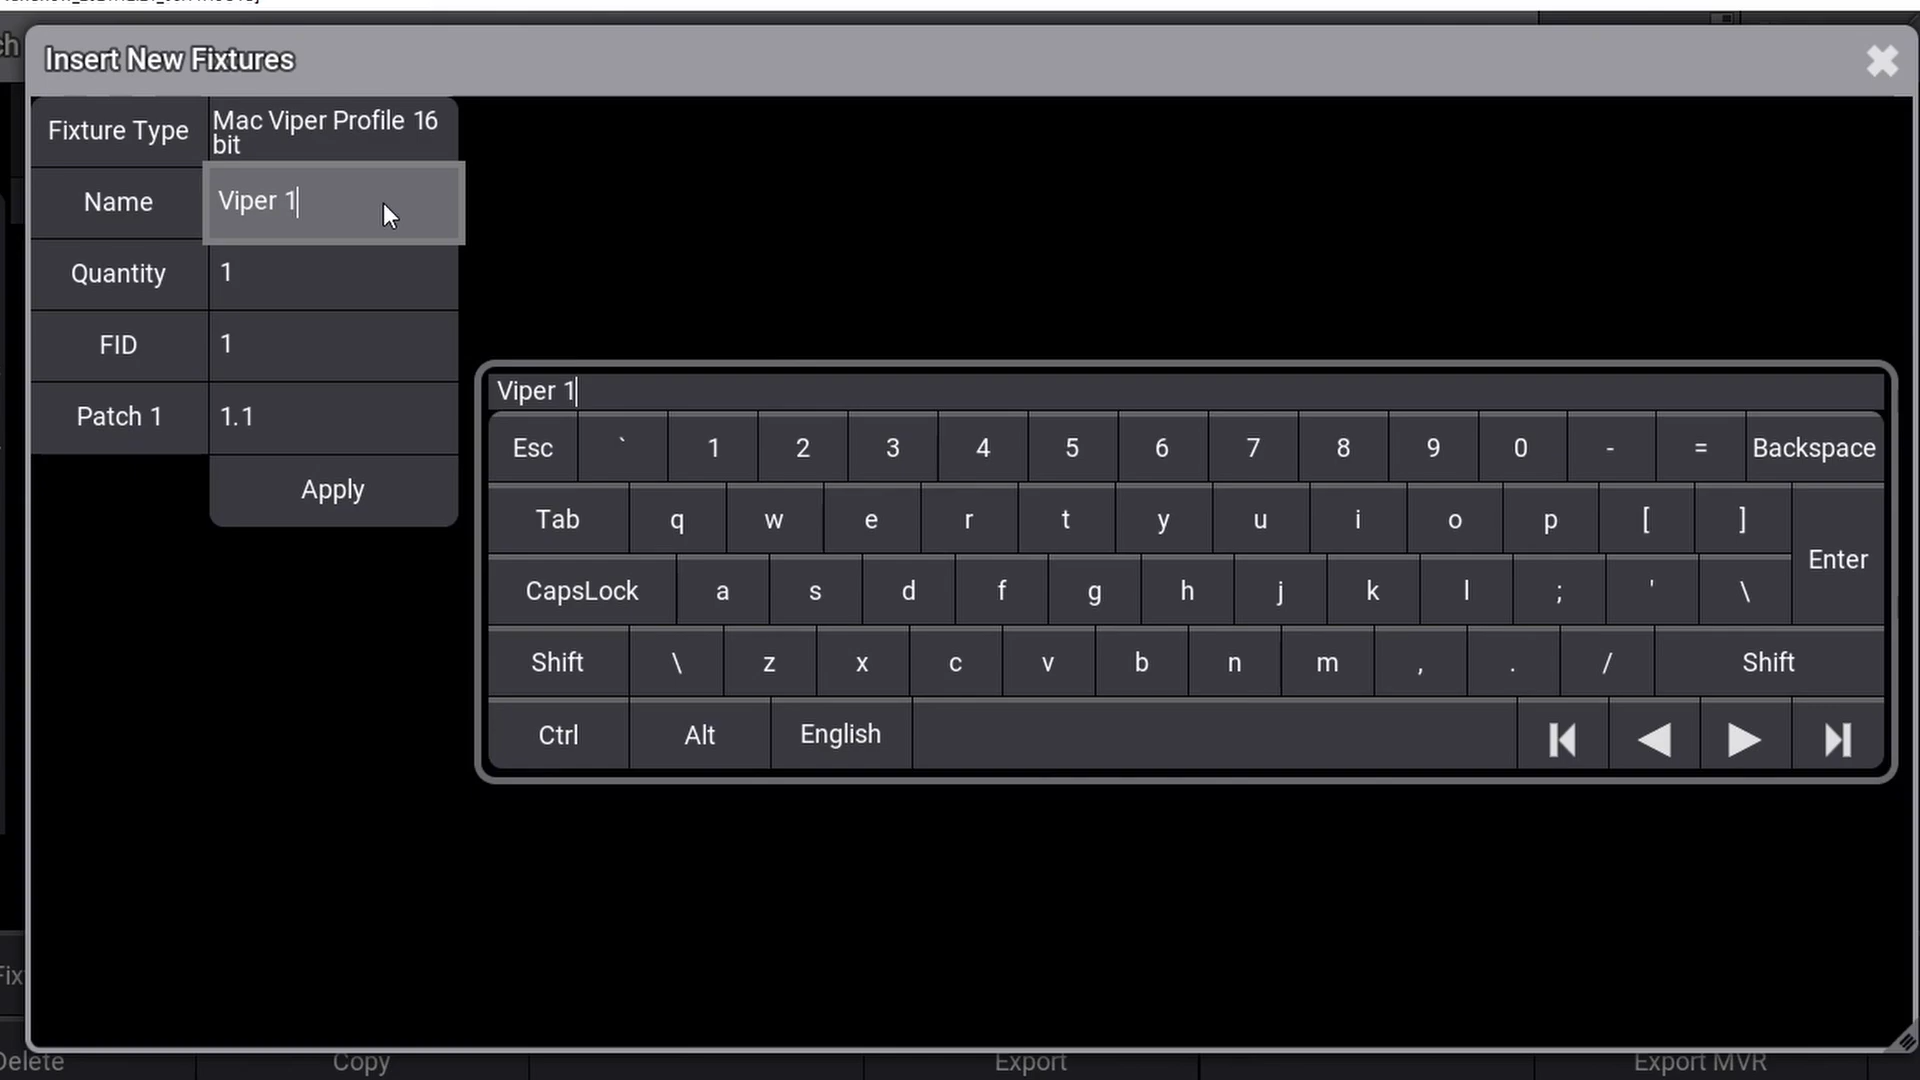 Insert New Fixtures
Fixture Type
Mac Viper Profile 16
bit
Name
Viper 1
Quantity
1
FID
1
Patch 1
1.1
Apply
Viper 1
Esc ` 1 2 3 4 5 6 7 8 9 0 - = Backspace
Tab q w e r t y u i o p [ ]
Enter
CapsLock a s d f g h j k l ; ' \
Shift \ z x c v b n m , . / Shift
Ctrl Alt English
Delete
Copy
Export
Export MVR